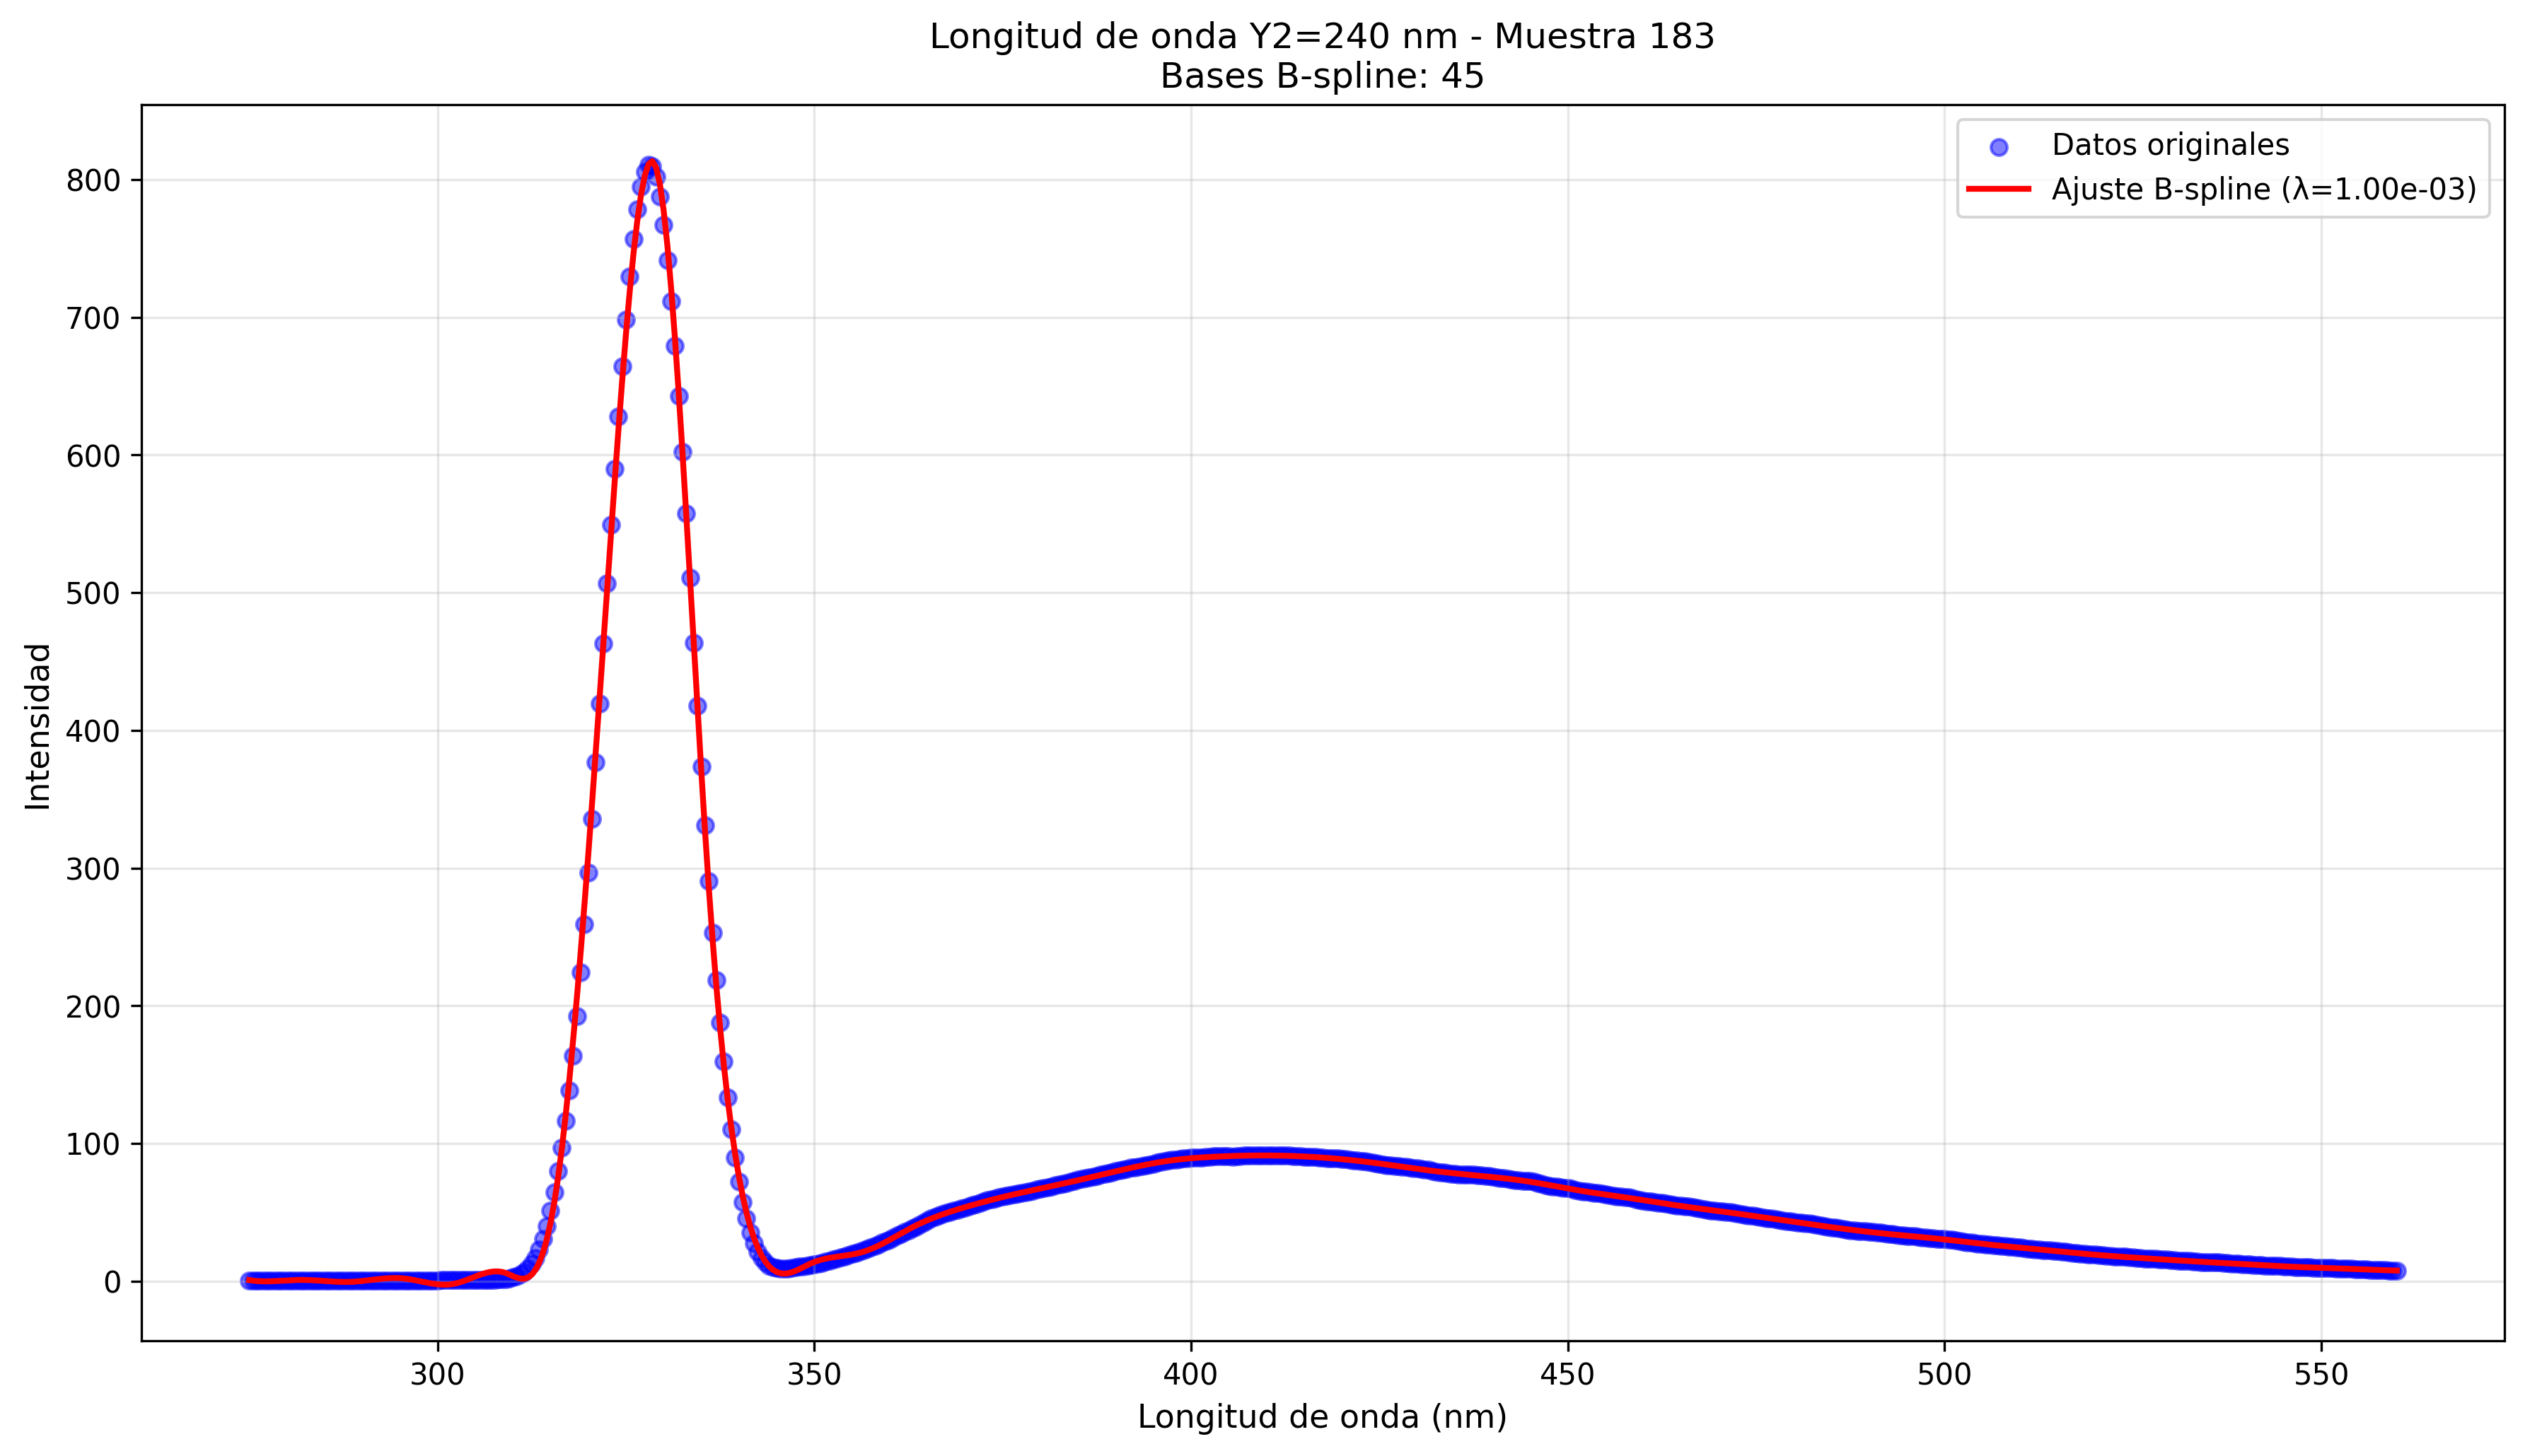 Longitud de onda Y2=240 nm - Muestra 183
Bases B-spline: 45
Datos originales
Ajuste B-spline (λ=1.00e-03)
Intensidad
800
700
600
500
400
300
200
100
0
300 350 400 450 500 550
Longitud de onda (nm)